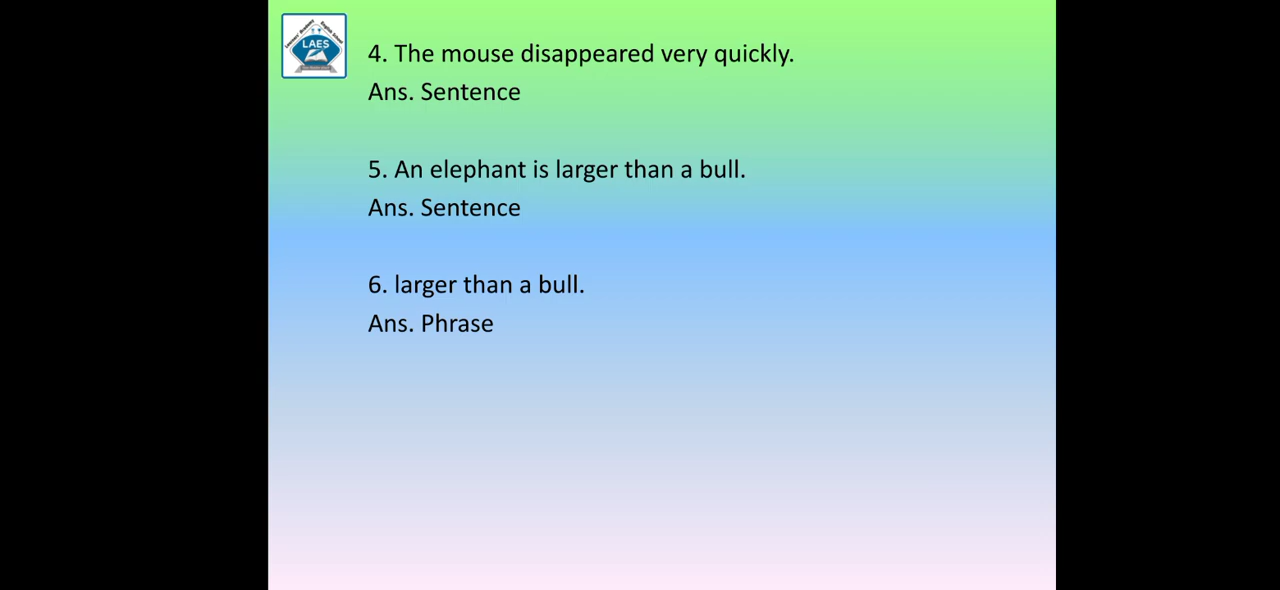 LAES
4. The mouse disappeared very quickly.
Ans. Sentence
5. An elephant is larger than a bull.
Ans. Sentence
6. larger than a bull.
Ans. Phrase